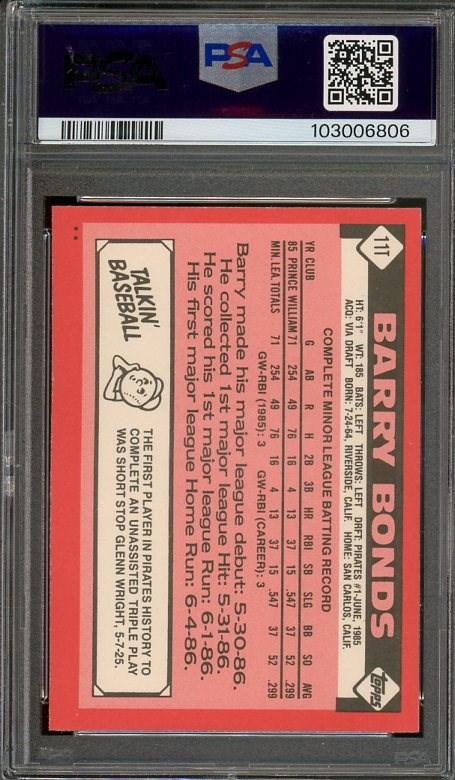 PSA
PSA
103006806
11T
BARRY BONDS
Topps
HT: 6'1" WT: 185 BATS: LEFT THROWS: LEFT DRFT: PIRATES #1-JUNE, 1985
ACQ: VIA DRAFT BORN: 7-24-64, RIVERSIDE, CALIF. HOME: SAN CARLOS, CALIF.
COMPLETE MINOR LEAGUE BATTING RECORD
YR CLUB G AB R H 2B 3B HR RBI SB SLG BB SO AVG
85 PRINCE WILLIAM 71 254 49 76 16 4 13 37 15 .547 37 52 .299
MIN. LEA. TOTALS 71 254 49 76 16 4 13 37 15 .547 37 52 .299
GW-RBI (1985): 3 GW-RBI (CAREER): 3
Barry made his major league debut: 5-30-86.
He collected 1st major league Hit: 5-31-86.
He scored his 1st major league Run: 6-1-86.
His first major league Home Run: 6-4-86.
TALKIN'
BASEBALL
THE FIRST PLAYER IN PIRATES HISTORY TO
COMPLETE AN UNASSISTED TRIPLE PLAY
WAS SHORT STOP GLENN WRIGHT, 5-7-25.